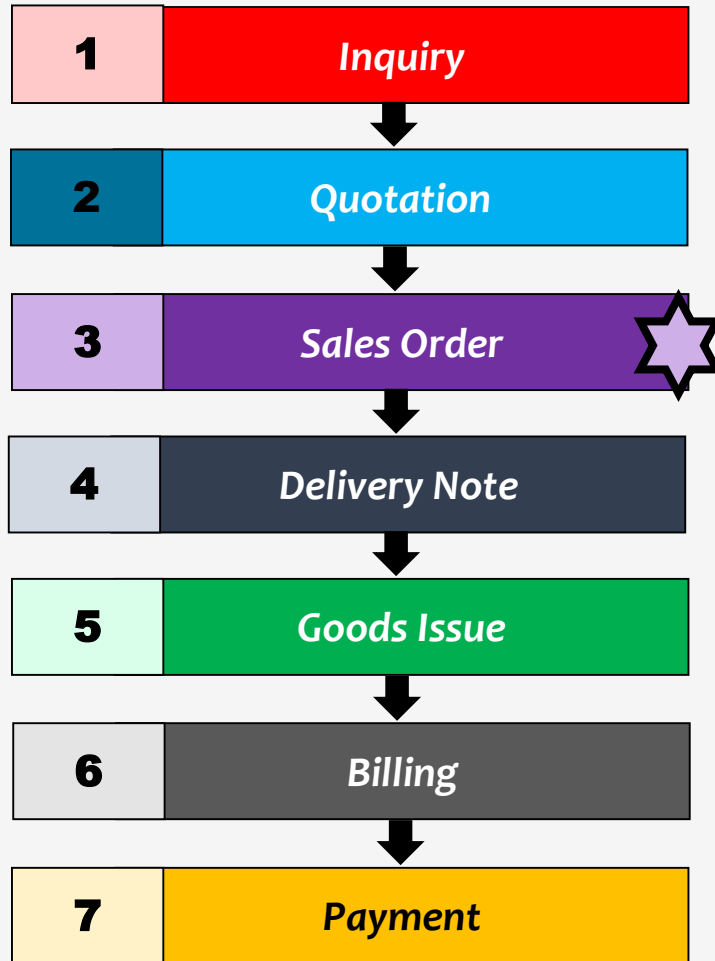 1 Inquiry
2 Quotation
3 Sales Order
4 Delivery Note
5 Goods Issue
6 Billing
7 Payment